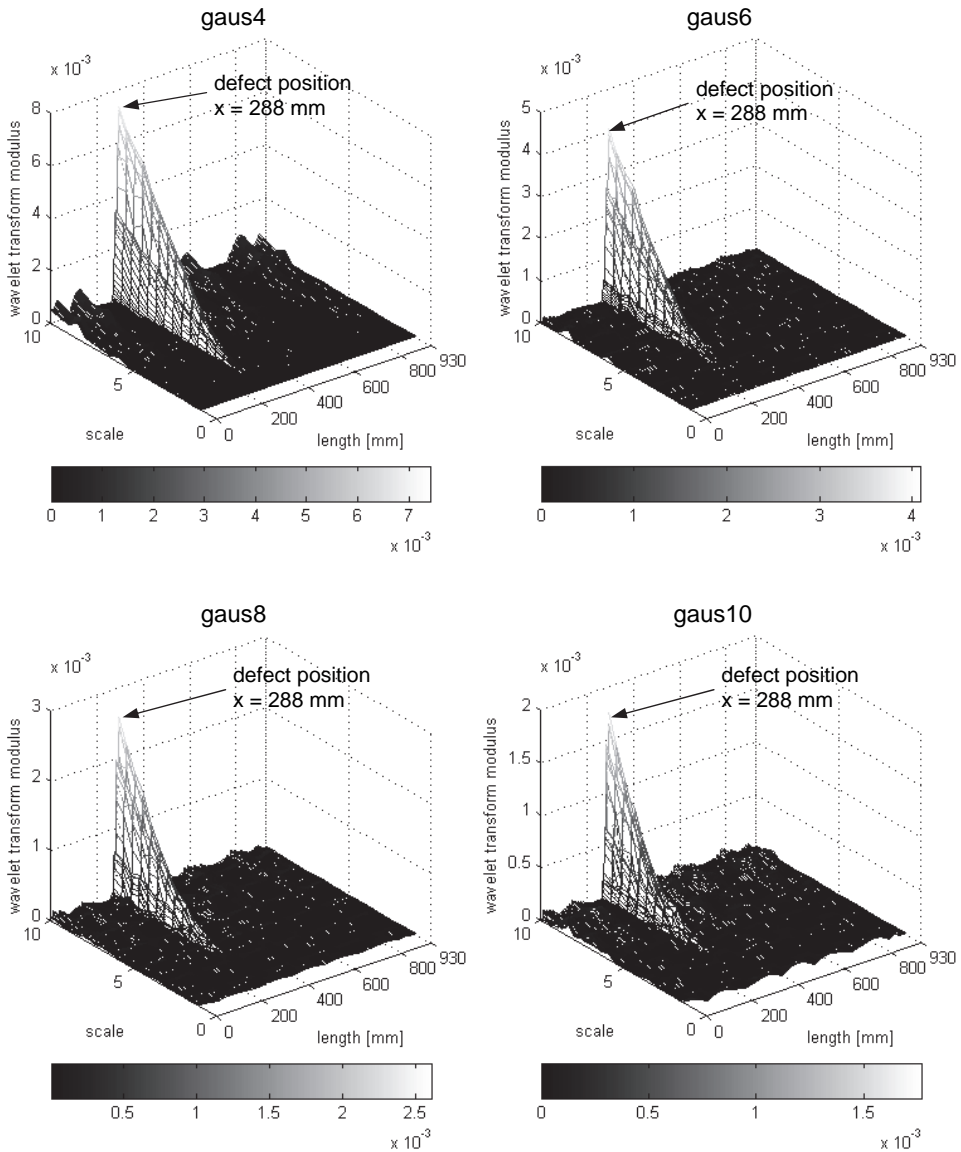 gaus4
x 10-3
defect position
x = 288 mm
8
6
4
2
0
wavelet transform modulus
10
5
0
scale
0
200
400
600
800
930
length [mm]
0 1 2 3 4 5 6 7
x 10-3
gaus6
x 10-3
defect position
x = 288 mm
5
4
3
2
1
0
wavelet transform modulus
10
5
0
scale
0
200
400
600
800
930
length [mm]
0 1 2 3 4
x 10-3
gaus8
x 10-3
defect position
x = 288 mm
3
2
1
0
wavelet transform modulus
10
5
0
scale
0
200
400
600
800
930
length [mm]
0.5 1 1.5 2 2.5
x 10-3
gaus10
x 10-3
defect position
x = 288 mm
2
1.5
1
0.5
0
wavelet transform modulus
10
5
0
scale
0
200
400
600
800
930
length [mm]
0 0.5 1 1.5
x 10-3